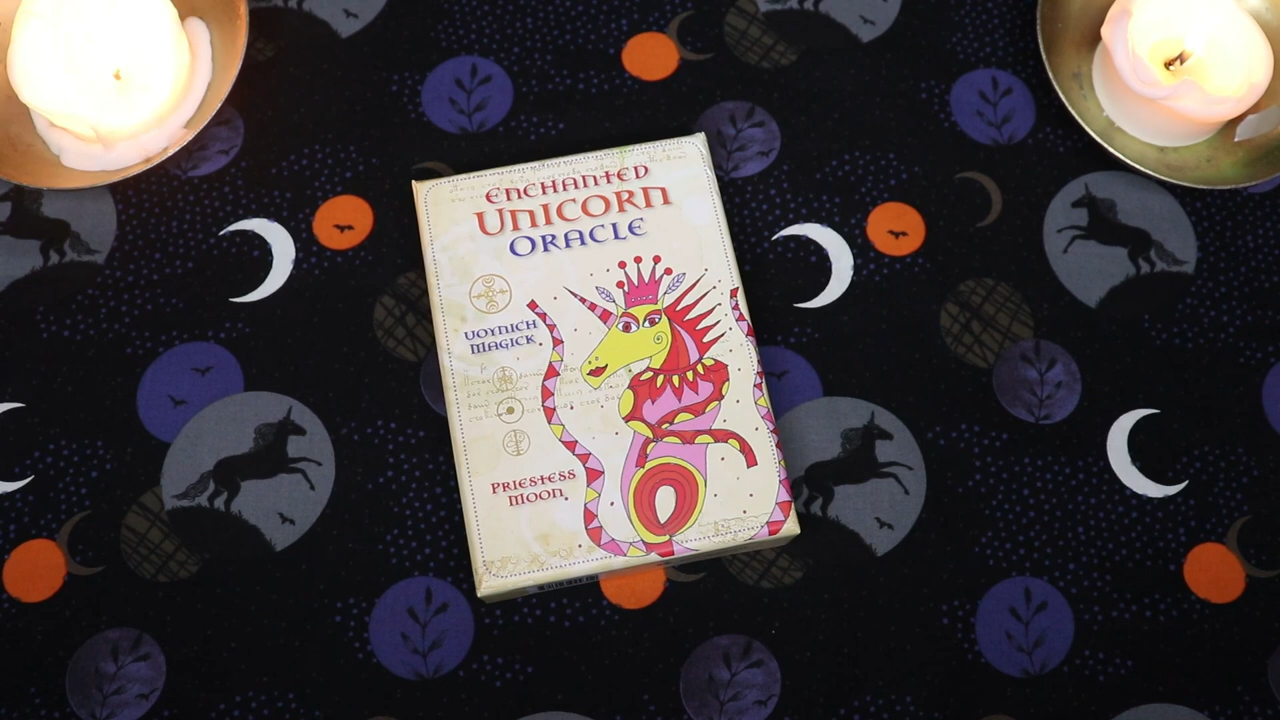 ENCHANTED
UNICORN
ORACLE
VOYNICH
MAGICK
PRIESTESS
MOON